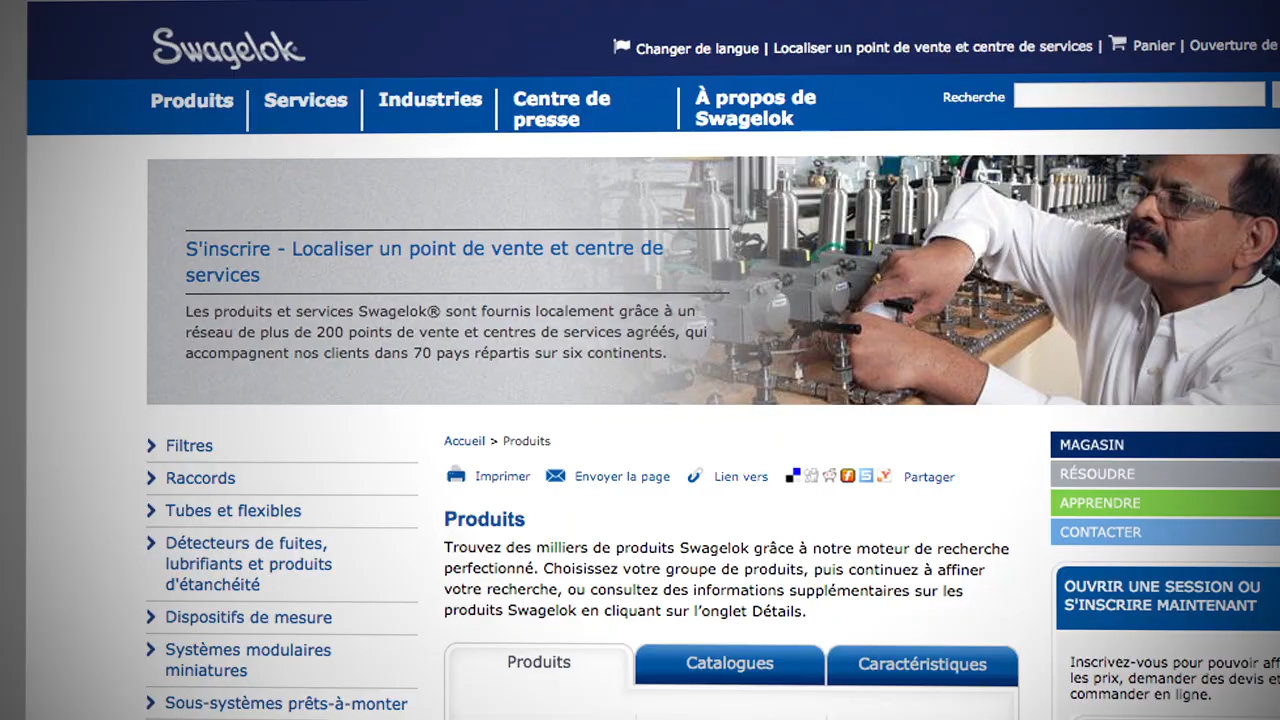 Swagelok
Changer de langue | Localiser un point de vente et centre de services | Panier | Ouverture de
Produits
Services
Industries
Centre de
presse
À propos de
Swagelok
Recherche
S'inscrire - Localiser un point de vente et centre de
services
Les produits et services Swagelok® sont fournis localement grâce à un
réseau de plus de 200 points de vente et centres de services agréés, qui
accompagnent nos clients dans 70 pays répartis sur six continents.
Filtres
Raccords
Tubes et flexibles
Détecteurs de fuites,
lubrifiants et produits
d'étanchéité
Dispositifs de mesure
Systèmes modulaires
miniatures
Sous-systèmes prêts-à-monter
Accueil > Produits
Imprimer
Envoyer la page
Lien vers
Partager
Produits
Trouvez des milliers de produits Swagelok grâce à notre moteur de recherche
perfectionné. Choisissez votre groupe de produits, puis continuez à affiner
votre recherche, ou consultez des informations supplémentaires sur les
produits Swagelok en cliquant sur l’onglet Détails.
Produits
Catalogues
Caractéristiques
MAGASIN
RÉSOUDRE
APPRENDRE
CONTACTER
OUVRIR UNE SESSION OU
S'INSCRIRE MAINTENANT
Inscrivez-vous pour pouvoir
les prix, demander des devis
commander en ligne.